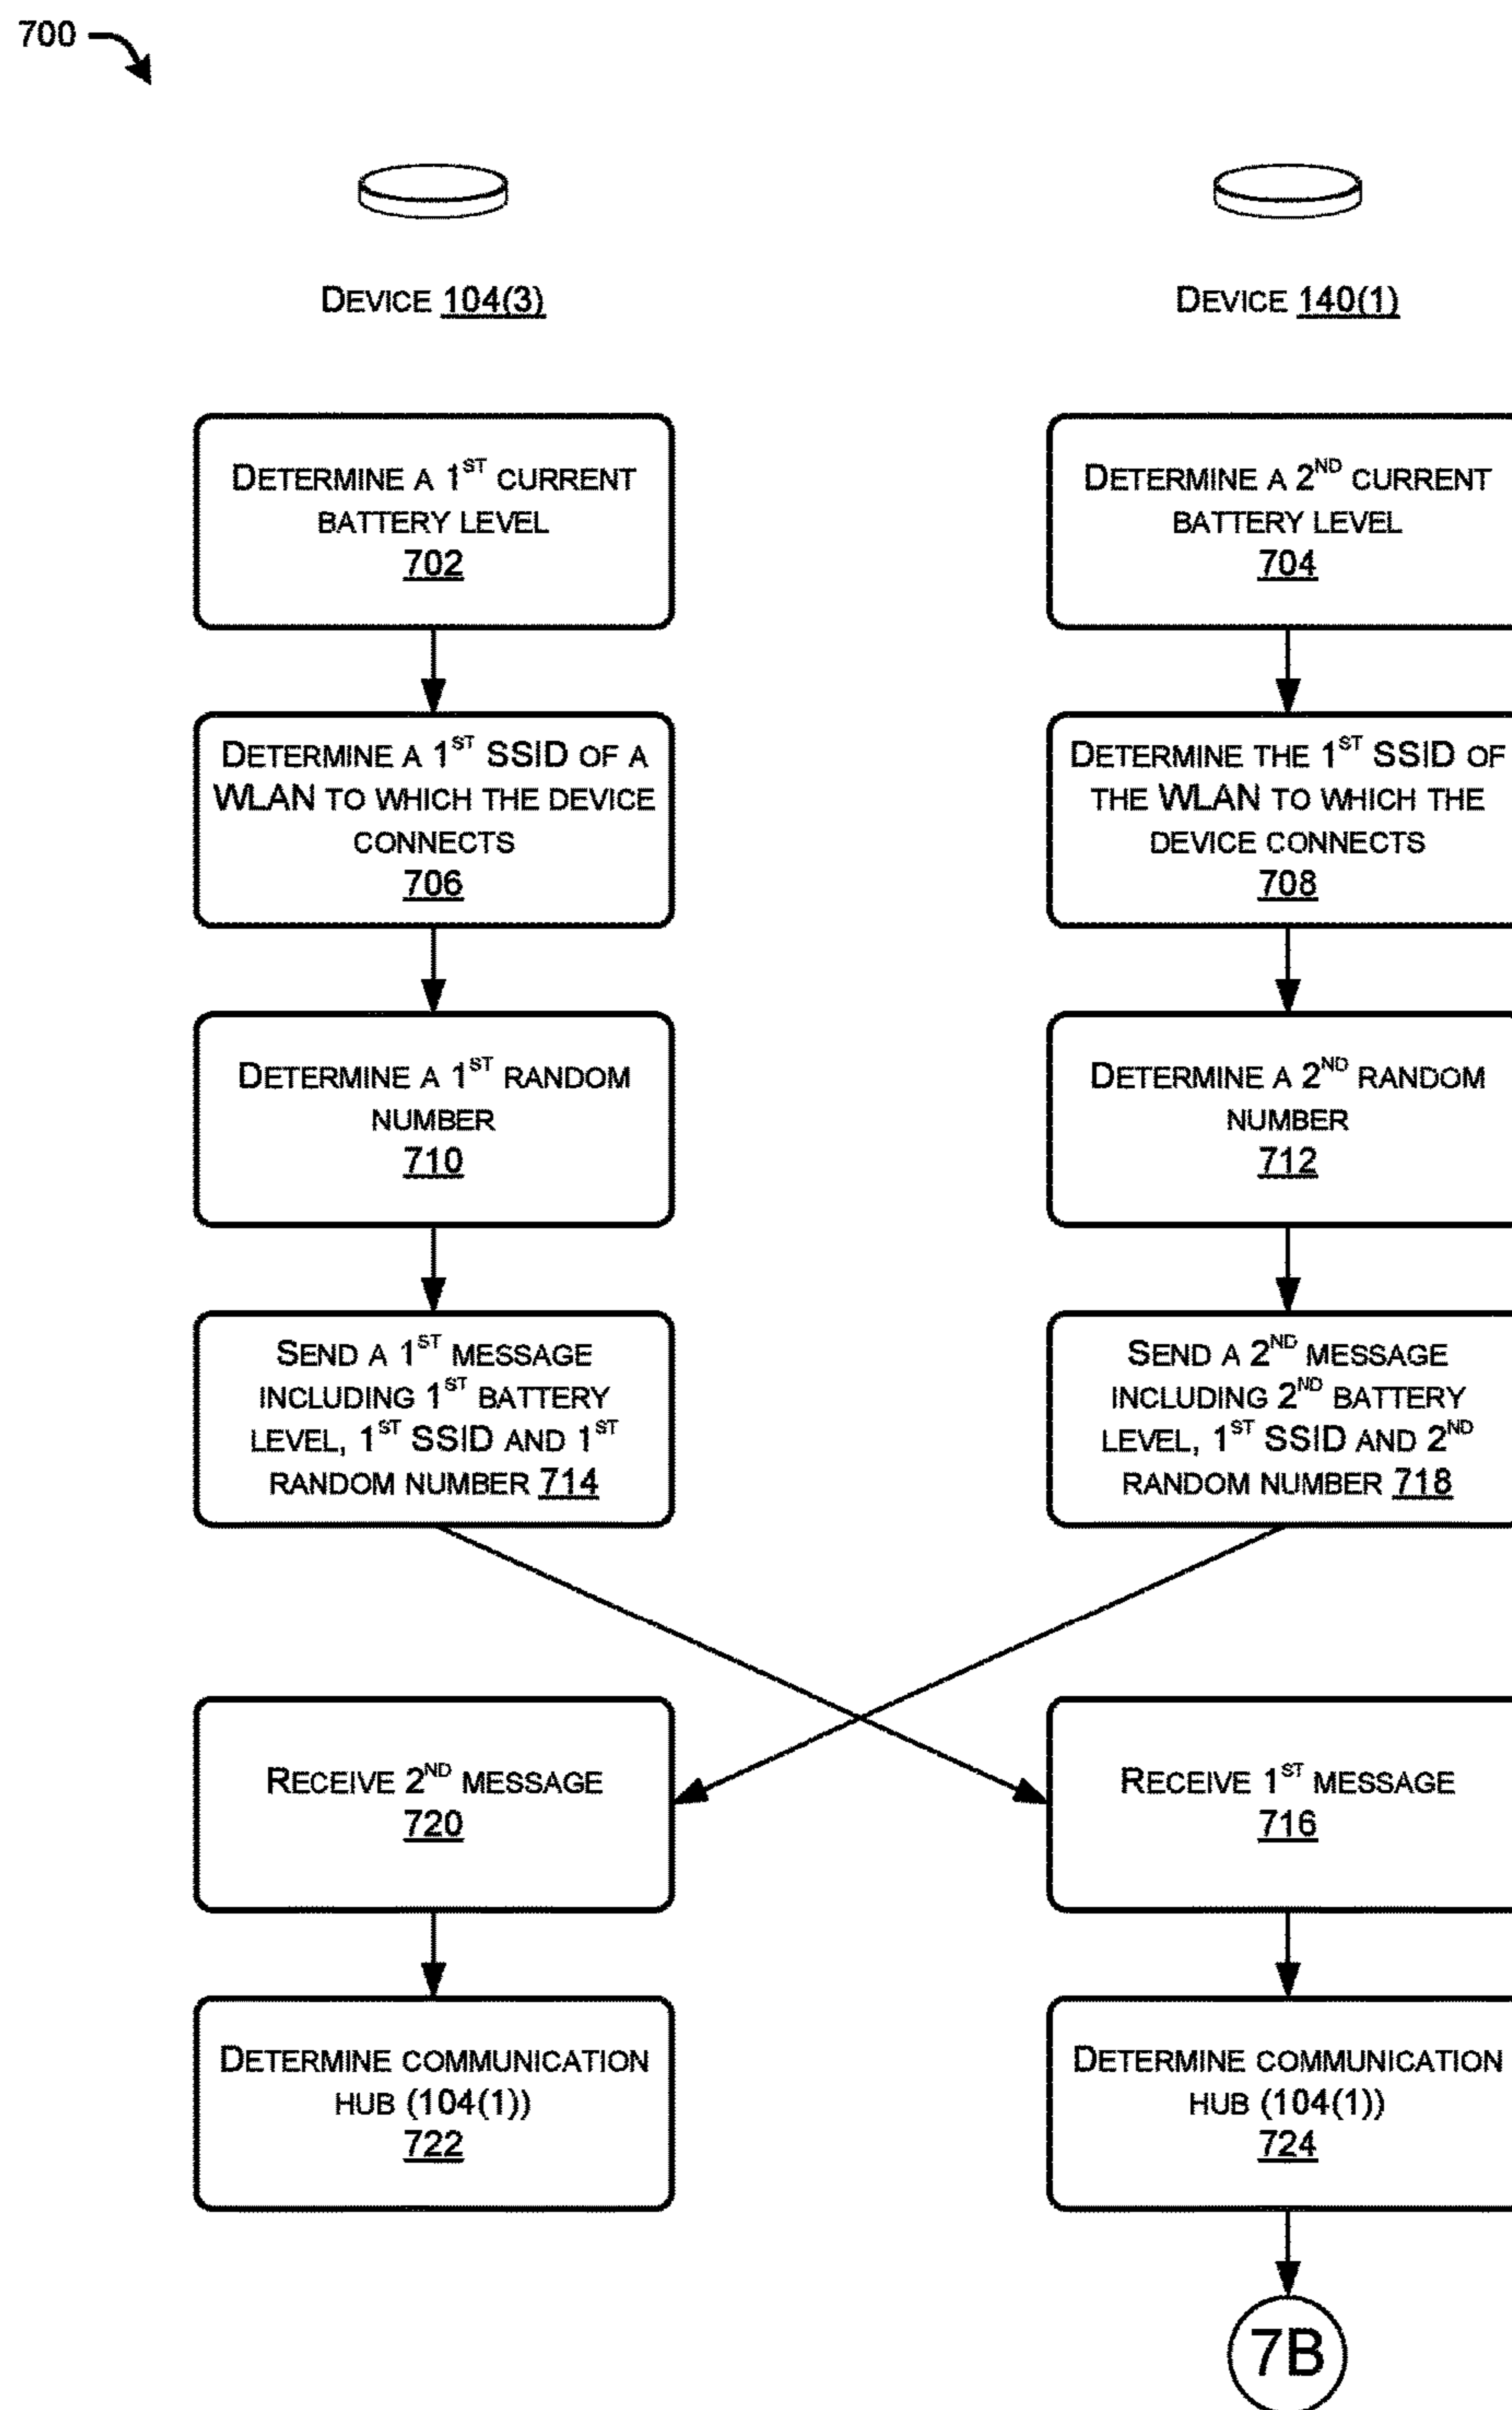 700
DEVICE 104(3)
DEVICE 140(1)
DETERMINE A 1ST CURRENT
BATTERY LEVEL
702
DETERMINE A 2ND CURRENT
BATTERY LEVEL
704
DETERMINE A 1ST SSID OF A
WLAN TO WHICH THE DEVICE
CONNECTS
706
DETERMINE THE 1ST SSID OF
THE WLAN TO WHICH THE
DEVICE CONNECTS
708
DETERMINE A 1ST RANDOM
NUMBER
710
DETERMINE A 2ND RANDOM
NUMBER
712
SEND A 1ST MESSAGE
INCLUDING 1ST BATTERY
LEVEL, 1ST SSID AND 1ST
RANDOM NUMBER 714
SEND A 2ND MESSAGE
INCLUDING 2ND BATTERY
LEVEL, 1ST SSID AND 2ND
RANDOM NUMBER 718
RECEIVE 2ND MESSAGE
720
RECEIVE 1ST MESSAGE
716
DETERMINE COMMUNICATION
HUB (104(1))
722
DETERMINE COMMUNICATION
HUB (104(1))
724
7B